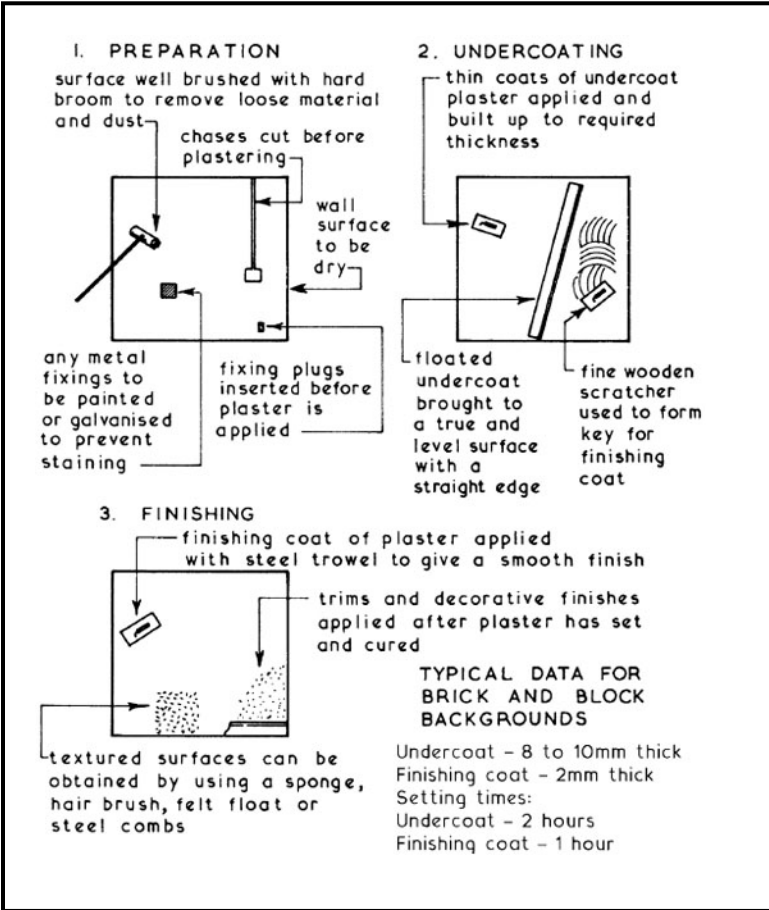 1. PREPARATION
surface well brushed with hard
broom to remove loose material
and dust
chases cut before
plastering
wall
surface
to be
dry
any metal
fixings to
be painted
or galvanised
to prevent
staining
fixing plugs
inserted before
plaster is
applied
2. UNDERCOATING
thin coats of undercoat
plaster applied and
built up to required
thickness
floated
undercoat
brought to
a true and
level surface
with a
straight edge
fine wooden
scratcher
used to form
key for
finishing
coat
3. FINISHING
finishing coat of plaster applied
with steel trowel to give a smooth finish
trims and decorative finishes
applied after plaster has set
and cured
textured surfaces can be
obtained by using a sponge,
hair brush, felt float or
steel combs
TYPICAL DATA FOR
BRICK AND BLOCK
BACKGROUNDS
Undercoat – 8 to 10mm thick
Finishing coat – 2mm thick
Setting times:
Undercoat – 2 hours
Finishing coat – 1 hour